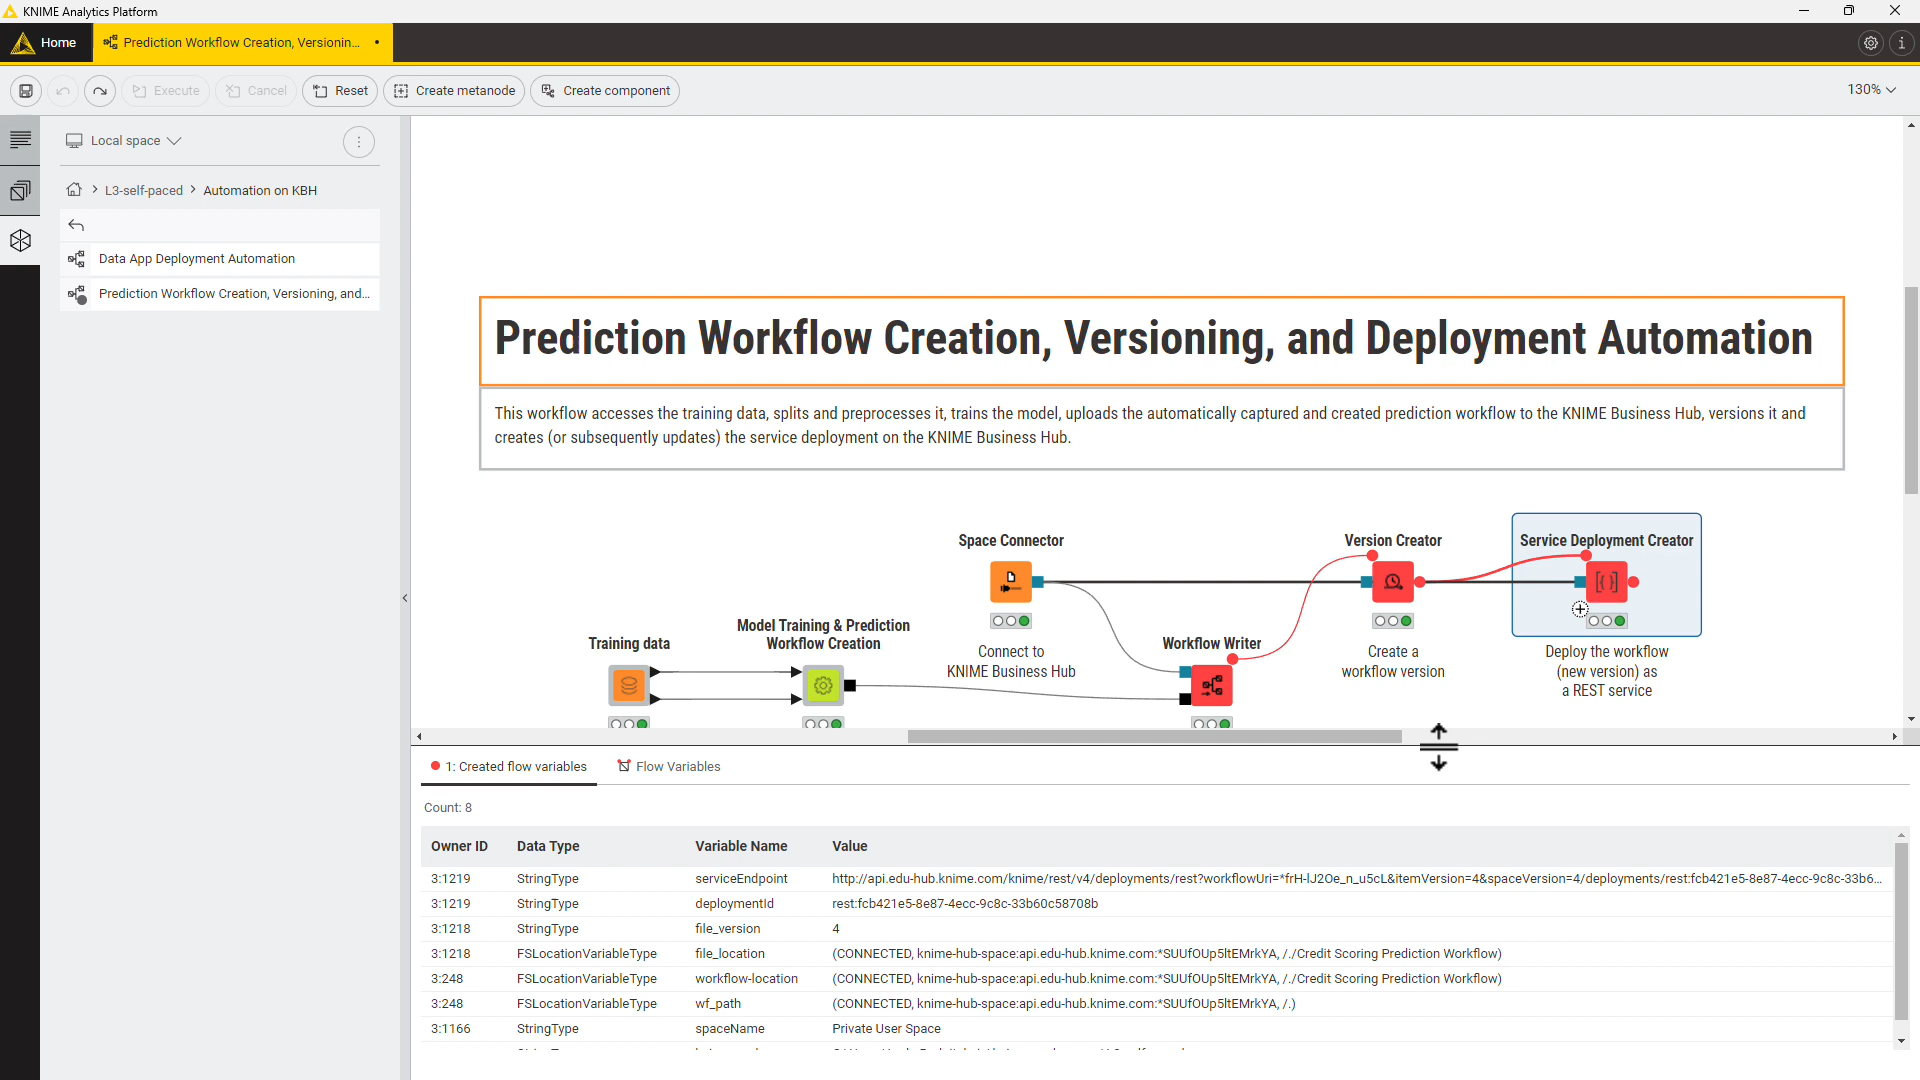 KNIME Analytics Platform
Home
Prediction Workflow Creation, Versionin...
Execute
Cancel
Reset
Create metanode
Create component
130%
Local space
L3-self-paced > Automation on KBH
Data App Deployment Automation
Prediction Workflow Creation, Versioning, and...
Prediction Workflow Creation, Versioning, and Deployment Automation
This workflow accesses the training data, splits and preprocesses it, trains the model, uploads the automatically captured and created prediction workflow to the KNIME Business Hub, versions it and
creates (or subsequently updates) the service deployment on the KNIME Business Hub.
Space Connector
Connect to
KNIME Business Hub
Version Creator
Create a
workflow version
Service Deployment Creator
Deploy the workflow
(new version) as
a REST service
Training data
Model Training & Prediction
Workflow Creation
Workflow Writer
1: Created flow variables
Flow Variables
Count: 8
Owner ID Data Type Variable Name Value
3:1219 StringType serviceEndpoint http://api.edu-hub.knime.com/knime/rest/v4/deployments/rest?workflowUri=*frH-lJ2Oe_n_u5cL&itemVersion=4&spaceVersion=4/deployments/rest:fcb421e5-8e87-4ecc-9c8c-33b6...
3:1219 StringType deploymentId rest:fcb421e5-8e87-4ecc-9c8c-33b60c58708b
3:1218 StringType file_version 4
3:1218 FSLocationVariableType file_location (CONNECTED, knime-hub-space:api.edu-hub.knime.com:*SUUfOUp5ltEMrkYA, /./Credit Scoring Prediction Workflow)
3:248 FSLocationVariableType workflow-location (CONNECTED, knime-hub-space:api.edu-hub.knime.com:*SUUfOUp5ltEMrkYA, /./Credit Scoring Prediction Workflow)
3:248 FSLocationVariableType wf_path (CONNECTED, knime-hub-space:api.edu-hub.knime.com:*SUUfOUp5ltEMrkYA, /.)
3:1166 StringType spaceName Private User Space